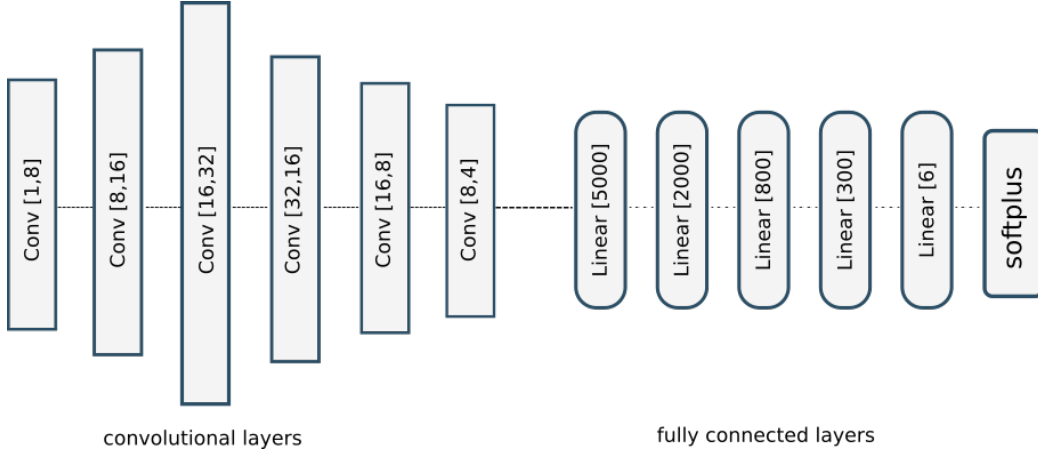 Conv [1,8]
Conv [8,16]
Conv [16,32]
Conv [32,16]
Conv [16,8]
Conv [8,4]
Linear [5000]
Linear [2000]
Linear [800]
Linear [300]
Linear [6]
softplus
convolutional layers
fully connected layers